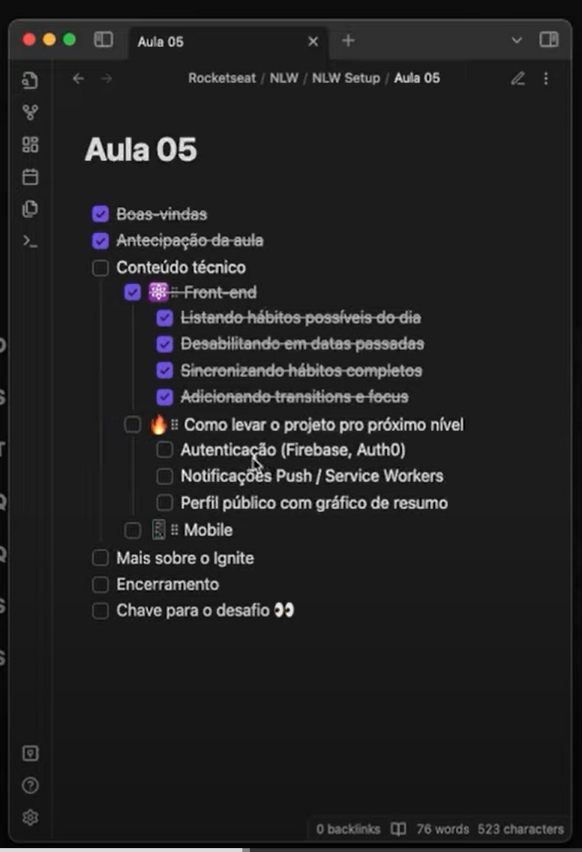 Aula 05
Rocketseat / NLW / NLW Setup / Aula 05
Aula 05
Boas-vindas
Antecipação da aula
Conteúdo técnico
⚛️ ⠿ Front-end
Listando hábitos possíveis do dia
Desabilitando em datas passadas
Sincronizando hábitos completos
Adicionando transitions e focus
🔥 ⠿ Como levar o projeto pro próximo nível
Autenticação (Firebase, Auth0)
Notificações Push / Service Workers
Perfil público com gráfico de resumo
📱 ⠿ Mobile
Mais sobre o Ignite
Encerramento
Chave para o desafio 👀
0 backlinks 76 words 523 characters